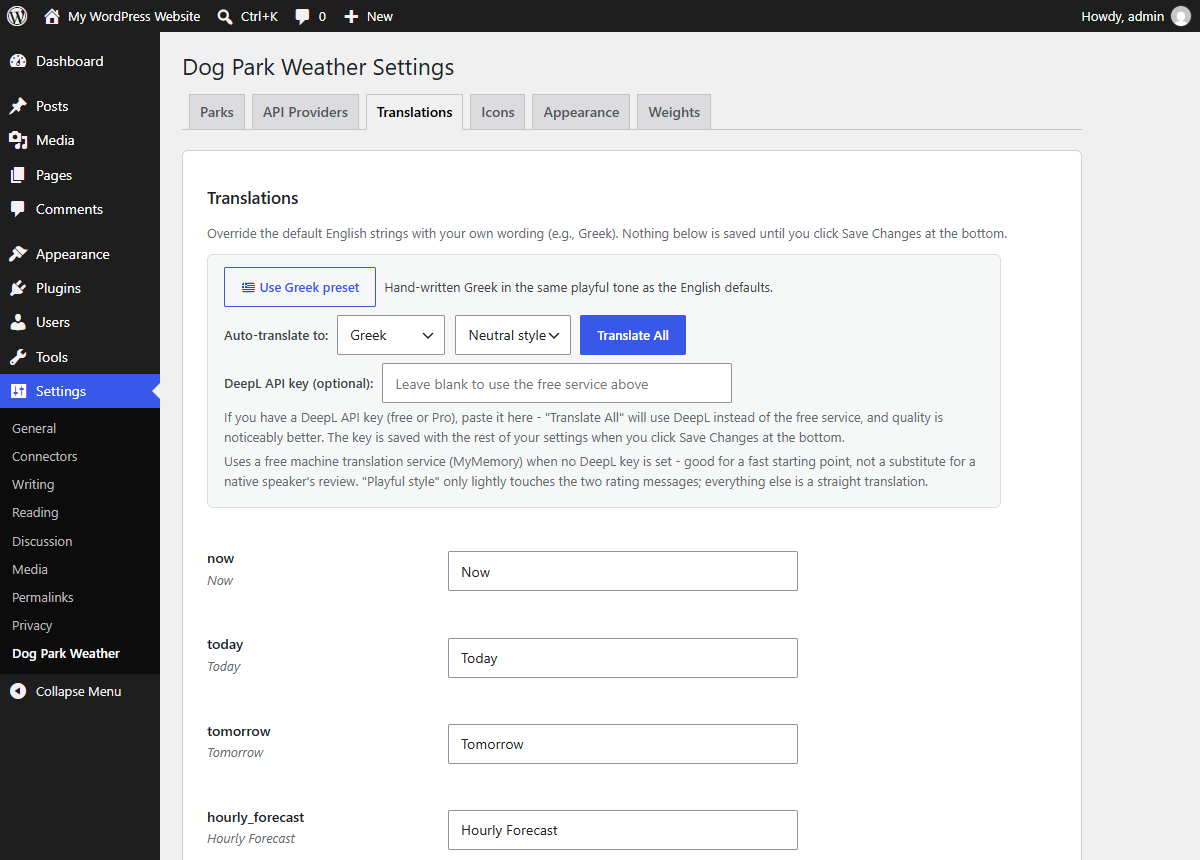 My WordPress Website Ctrl+K 0 New Howdy, admin
Dashboard
Posts
Media
Pages
Comments
Appearance
Plugins
Users
Tools
Settings
General
Connectors
Writing
Reading
Discussion
Media
Permalinks
Privacy
Dog Park Weather
Collapse Menu
Dog Park Weather Settings
Parks API Providers Translations Icons Appearance Weights
Translations
Override the default English strings with your own wording (e.g., Greek). Nothing below is saved until you click Save Changes at the bottom.
Use Greek preset Hand-written Greek in the same playful tone as the English defaults.
Auto-translate to: Greek Neutral style Translate All
DeepL API key (optional): Leave blank to use the free service above
If you have a DeepL API key (free or Pro), paste it here - "Translate All" will use DeepL instead of the free service, and quality is
noticeably better. The key is saved with the rest of your settings when you click Save Changes at the bottom.
Uses a free machine translation service (MyMemory) when no DeepL key is set - good for a fast starting point, not a substitute for a
native speaker's review. "Playful style" only lightly touches the two rating messages; everything else is a straight translation.
now
Now
Now
today
Today
Today
tomorrow
Tomorrow
Tomorrow
hourly_forecast
Hourly Forecast
Hourly Forecast